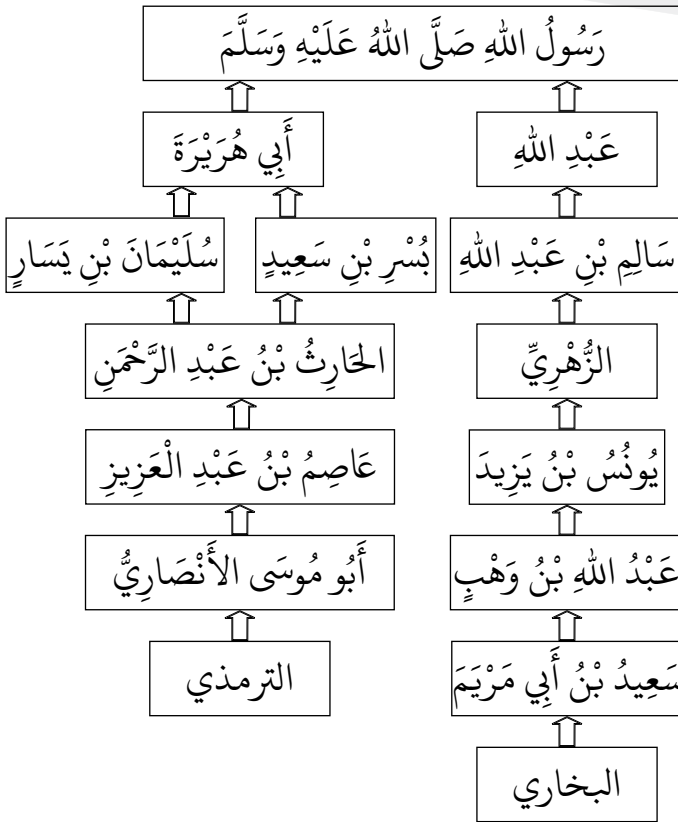 رَسُولُ اللهِ صَلَّى اللهُ عَلَيْهِ وَسَلَّمَ
عَبْدِ اللهِ
أَبِي هُرَيْرَةَ
سَالِمِ بْنِ عَبْدِ اللهِ
بُسْرِ بْنِ سَعِيدٍ
سُلَيْمَانَ بْنِ يَسَارٍ
الزُّهْرِيِّ
الحَارِثُ بْنُ عَبْدِ الرَّحْمَنِ
يُونُسُ بْنُ يَزِيدَ
عَاصِمُ بْنُ عَبْدِ الْعَزِيزِ
عَبْدُ اللهِ بْنُ وَهْبٍ
أَبُو مُوسَى الأَنْصَارِيُّ
سَعِيدُ بْنُ أَبِي مَرْيَمَ
الترمذي
البخاري